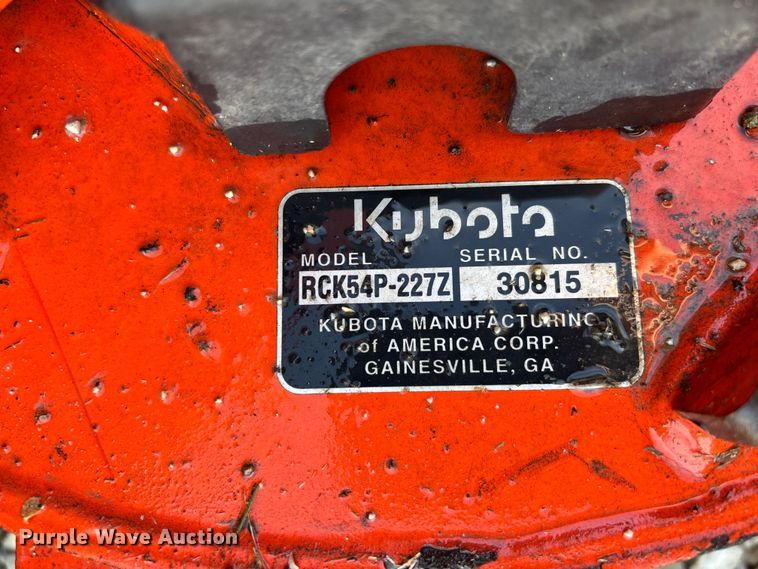 Kubota
MODEL SERIAL NO.
RCK54P-227Z 30815
KUBOTA MANUFACTURING
of AMERICA CORP.
GAINESVILLE, GA
Purple Wave Auction